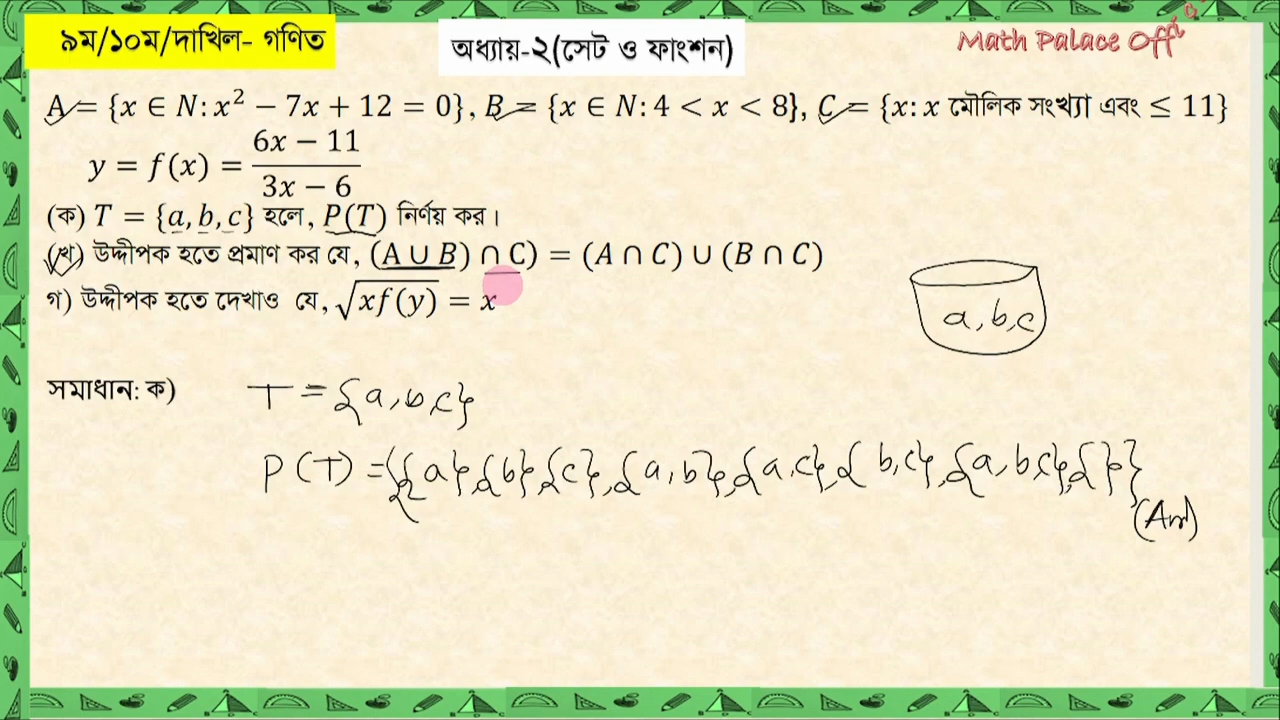 ৯ম/১০ম/দাখিল- গণিত
অধ্যায়-২(সেট ও ফাংশন)
Math Palace Off
A = {x ∈ N: x² − 7x + 12 = 0}, B = {x ∈ N: 4 < x < 8}, C = {x: x মৌলিক সংখ্যা এবং ≤ 11}
y = f(x) = (6x − 11)/(3x − 6)
(ক) T = {a, b, c} হলে, P(T) নির্ণয় কর।
(খ) উদ্দীপক হতে প্রমাণ কর যে, (A ∪ B) ∩ C) = (A ∩ C) ∪ (B ∩ C)
গ) উদ্দীপক হতে দেখাও যে, √xf(y) = x
a, b, c
সমাধান: ক) T = {a, b, c}
P(T) = {{a}, {b}, {c}, {a, b}, {a, c}, {b, c}, {a, b, c}, {}}
(Ans)